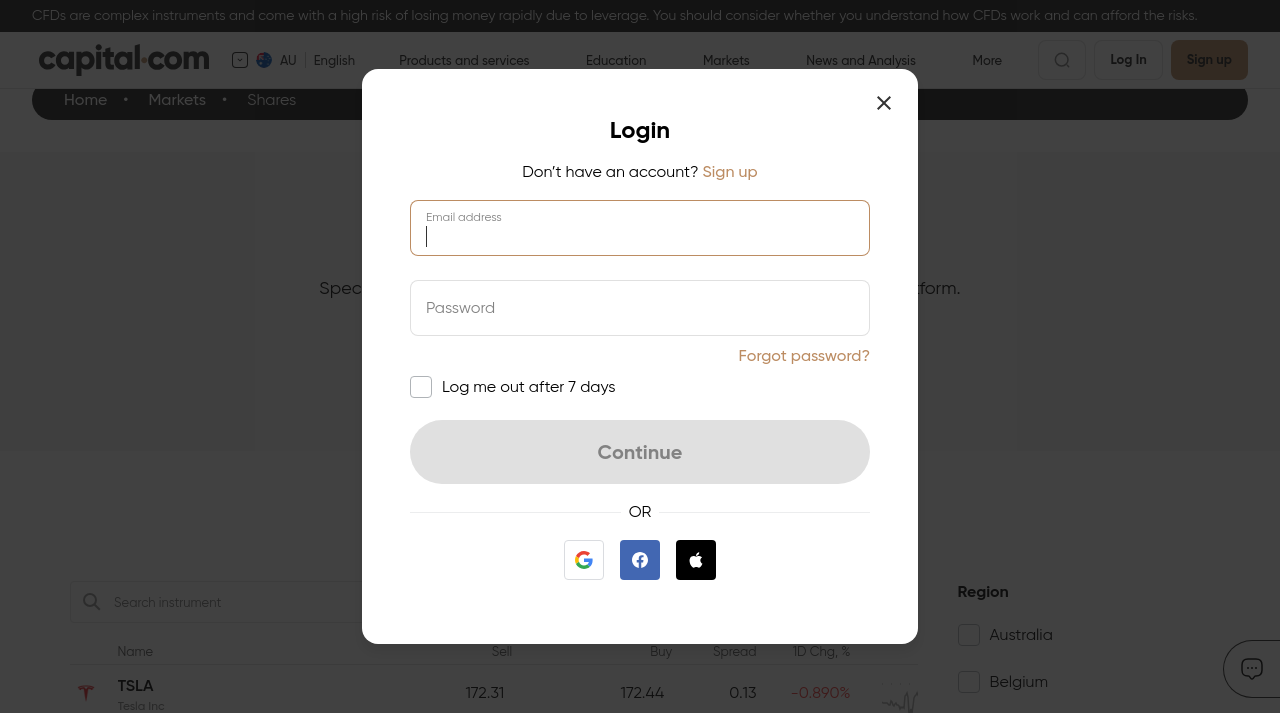 CFDs are complex instruments and come with a high risk of losing money rapidly due to leverage. You should consider whether you understand how CFDs work and can afford the risks.
capital.com
AU English
Products and services
Education
Markets
News and Analysis
More
Log In
Sign up
Home • Markets • Shares
Login
Don’t have an account? Sign up
Email address
Password
Forgot password?
Log me out after 7 days
Continue
OR
Search instrument
Region
Australia
Belgium
Name Sell Buy Spread 1D Chg, %
TSLA 172.31 172.44 0.13 -0.890%
Tesla Inc